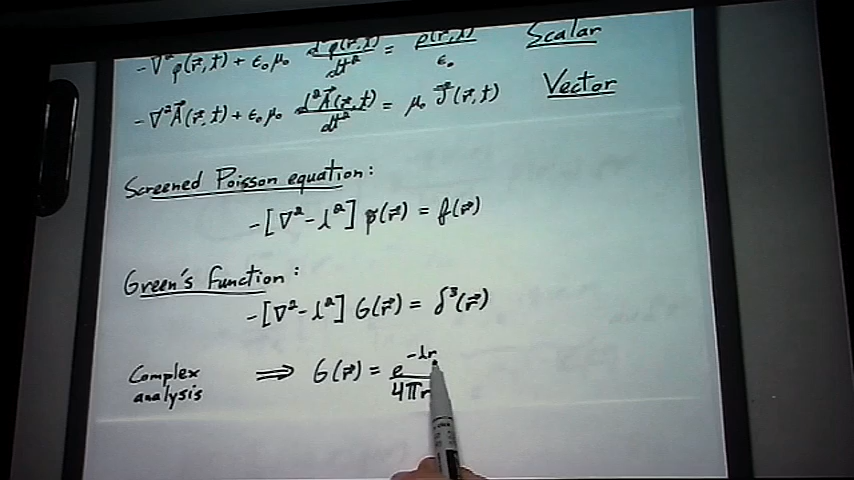 -∇²φ(r⃗,t) + ε₀μ₀ d²φ(r⃗,t)/dt² = ρ(r⃗,t)/ε₀ Scalar
-∇²A⃗(r⃗,t) + ε₀μ₀ d²A⃗(r⃗,t)/dt² = μ₀ J⃗(r⃗,t) Vector
Screened Poisson equation:
-[∇²-λ²] φ(r⃗) = f(r⃗)
Green's Function:
-[∇²-λ²] G(r⃗) = δ³(r⃗)
Complex analysis ⟹ G(r⃗) = e^(-λr)/4πr